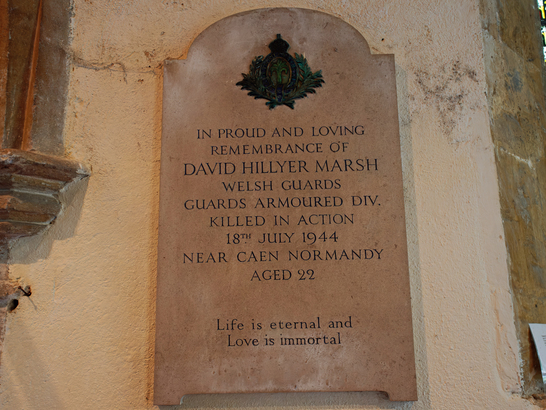 IN PROUD AND LOVING
REMEMBRANCE OF
DAVID HILLYER MARSH
WELSH GUARDS
GUARDS ARMOURED DIV.
KILLED IN ACTION
18TH JULY 1944
NEAR CAEN NORMANDY
AGED 22
Life is eternal and
Love is immortal